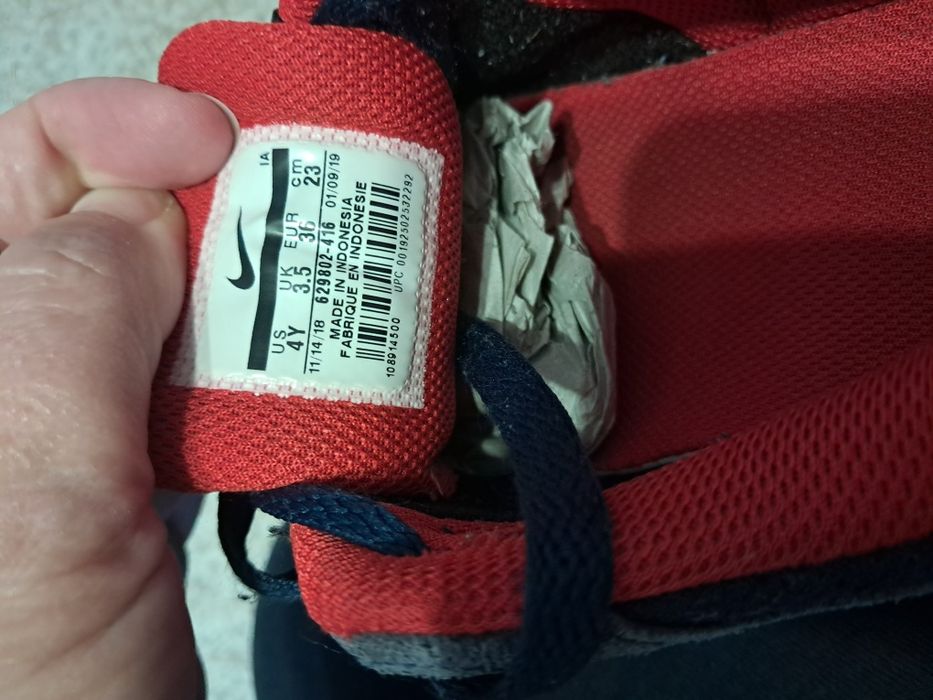 IA
US UK EUR cm
4Y 3.5 36 23
11/14/18 629802-416 01/09/19
MADE IN INDONESIA
FABRIQUE EN INDONESIE
108914500 UPC 00192502532292